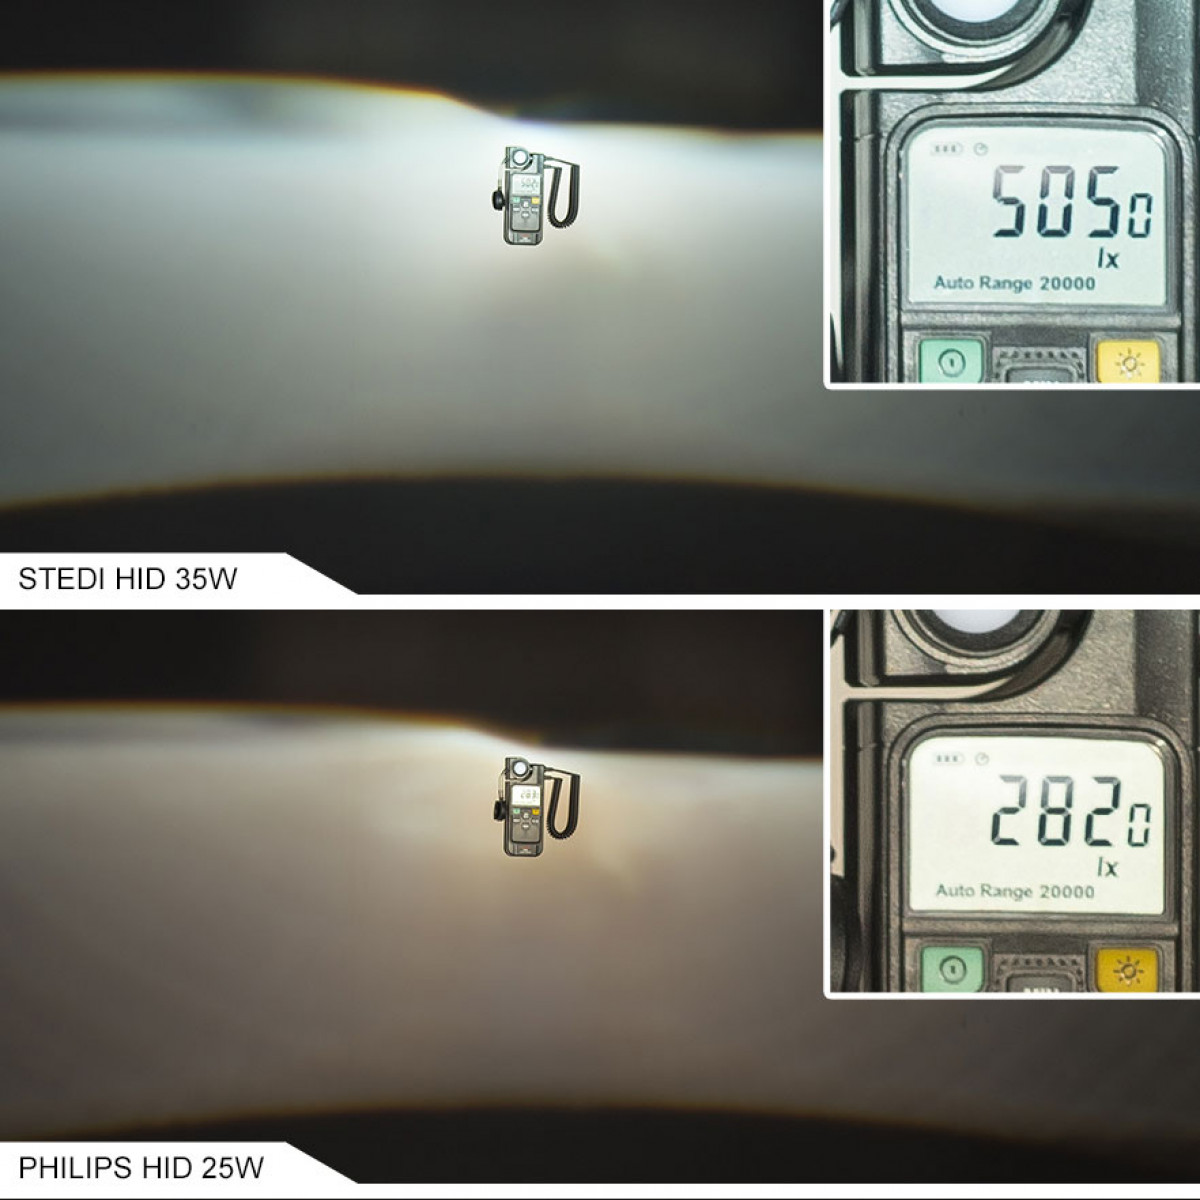 5050
lx
Auto Range 20000
STEDI HID 35W
2820
lx
Auto Range 20000
PHILIPS HID 25W